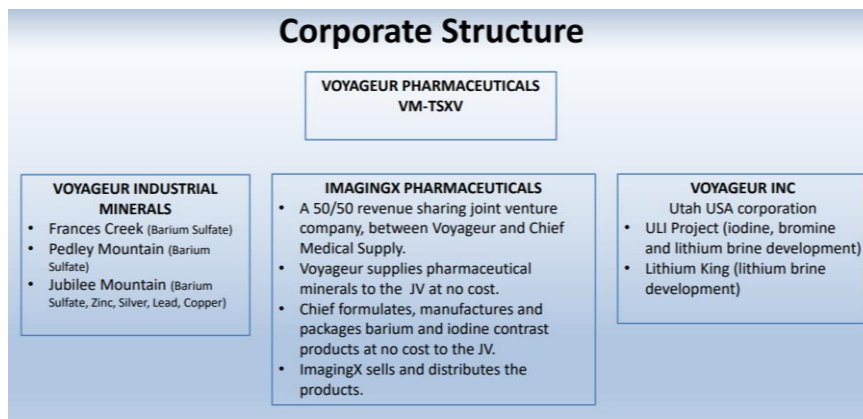 Corporate Structure
VOYAGEUR PHARMACEUTICALS
VM-TSXV
VOYAGEUR INDUSTRIAL
MINERALS
• Frances Creek (Barium Sulfate)
• Pedley Mountain (Barium
Sulfate)
• Jubilee Mountain (Barium
Sulfate, Zinc, Silver, Lead, Copper)
IMAGINGX PHARMACEUTICALS
• A 50/50 revenue sharing joint venture
company, between Voyageur and Chief
Medical Supply.
• Voyageur supplies pharmaceutical
minerals to the JV at no cost.
• Chief formulates, manufactures and
packages barium and iodine contrast
products at no cost to the JV.
• ImagingX sells and distributes the
products.
VOYAGEUR INC
Utah USA corporation
• ULI Project (iodine, bromine
and lithium brine development)
• Lithium King (lithium brine
development)